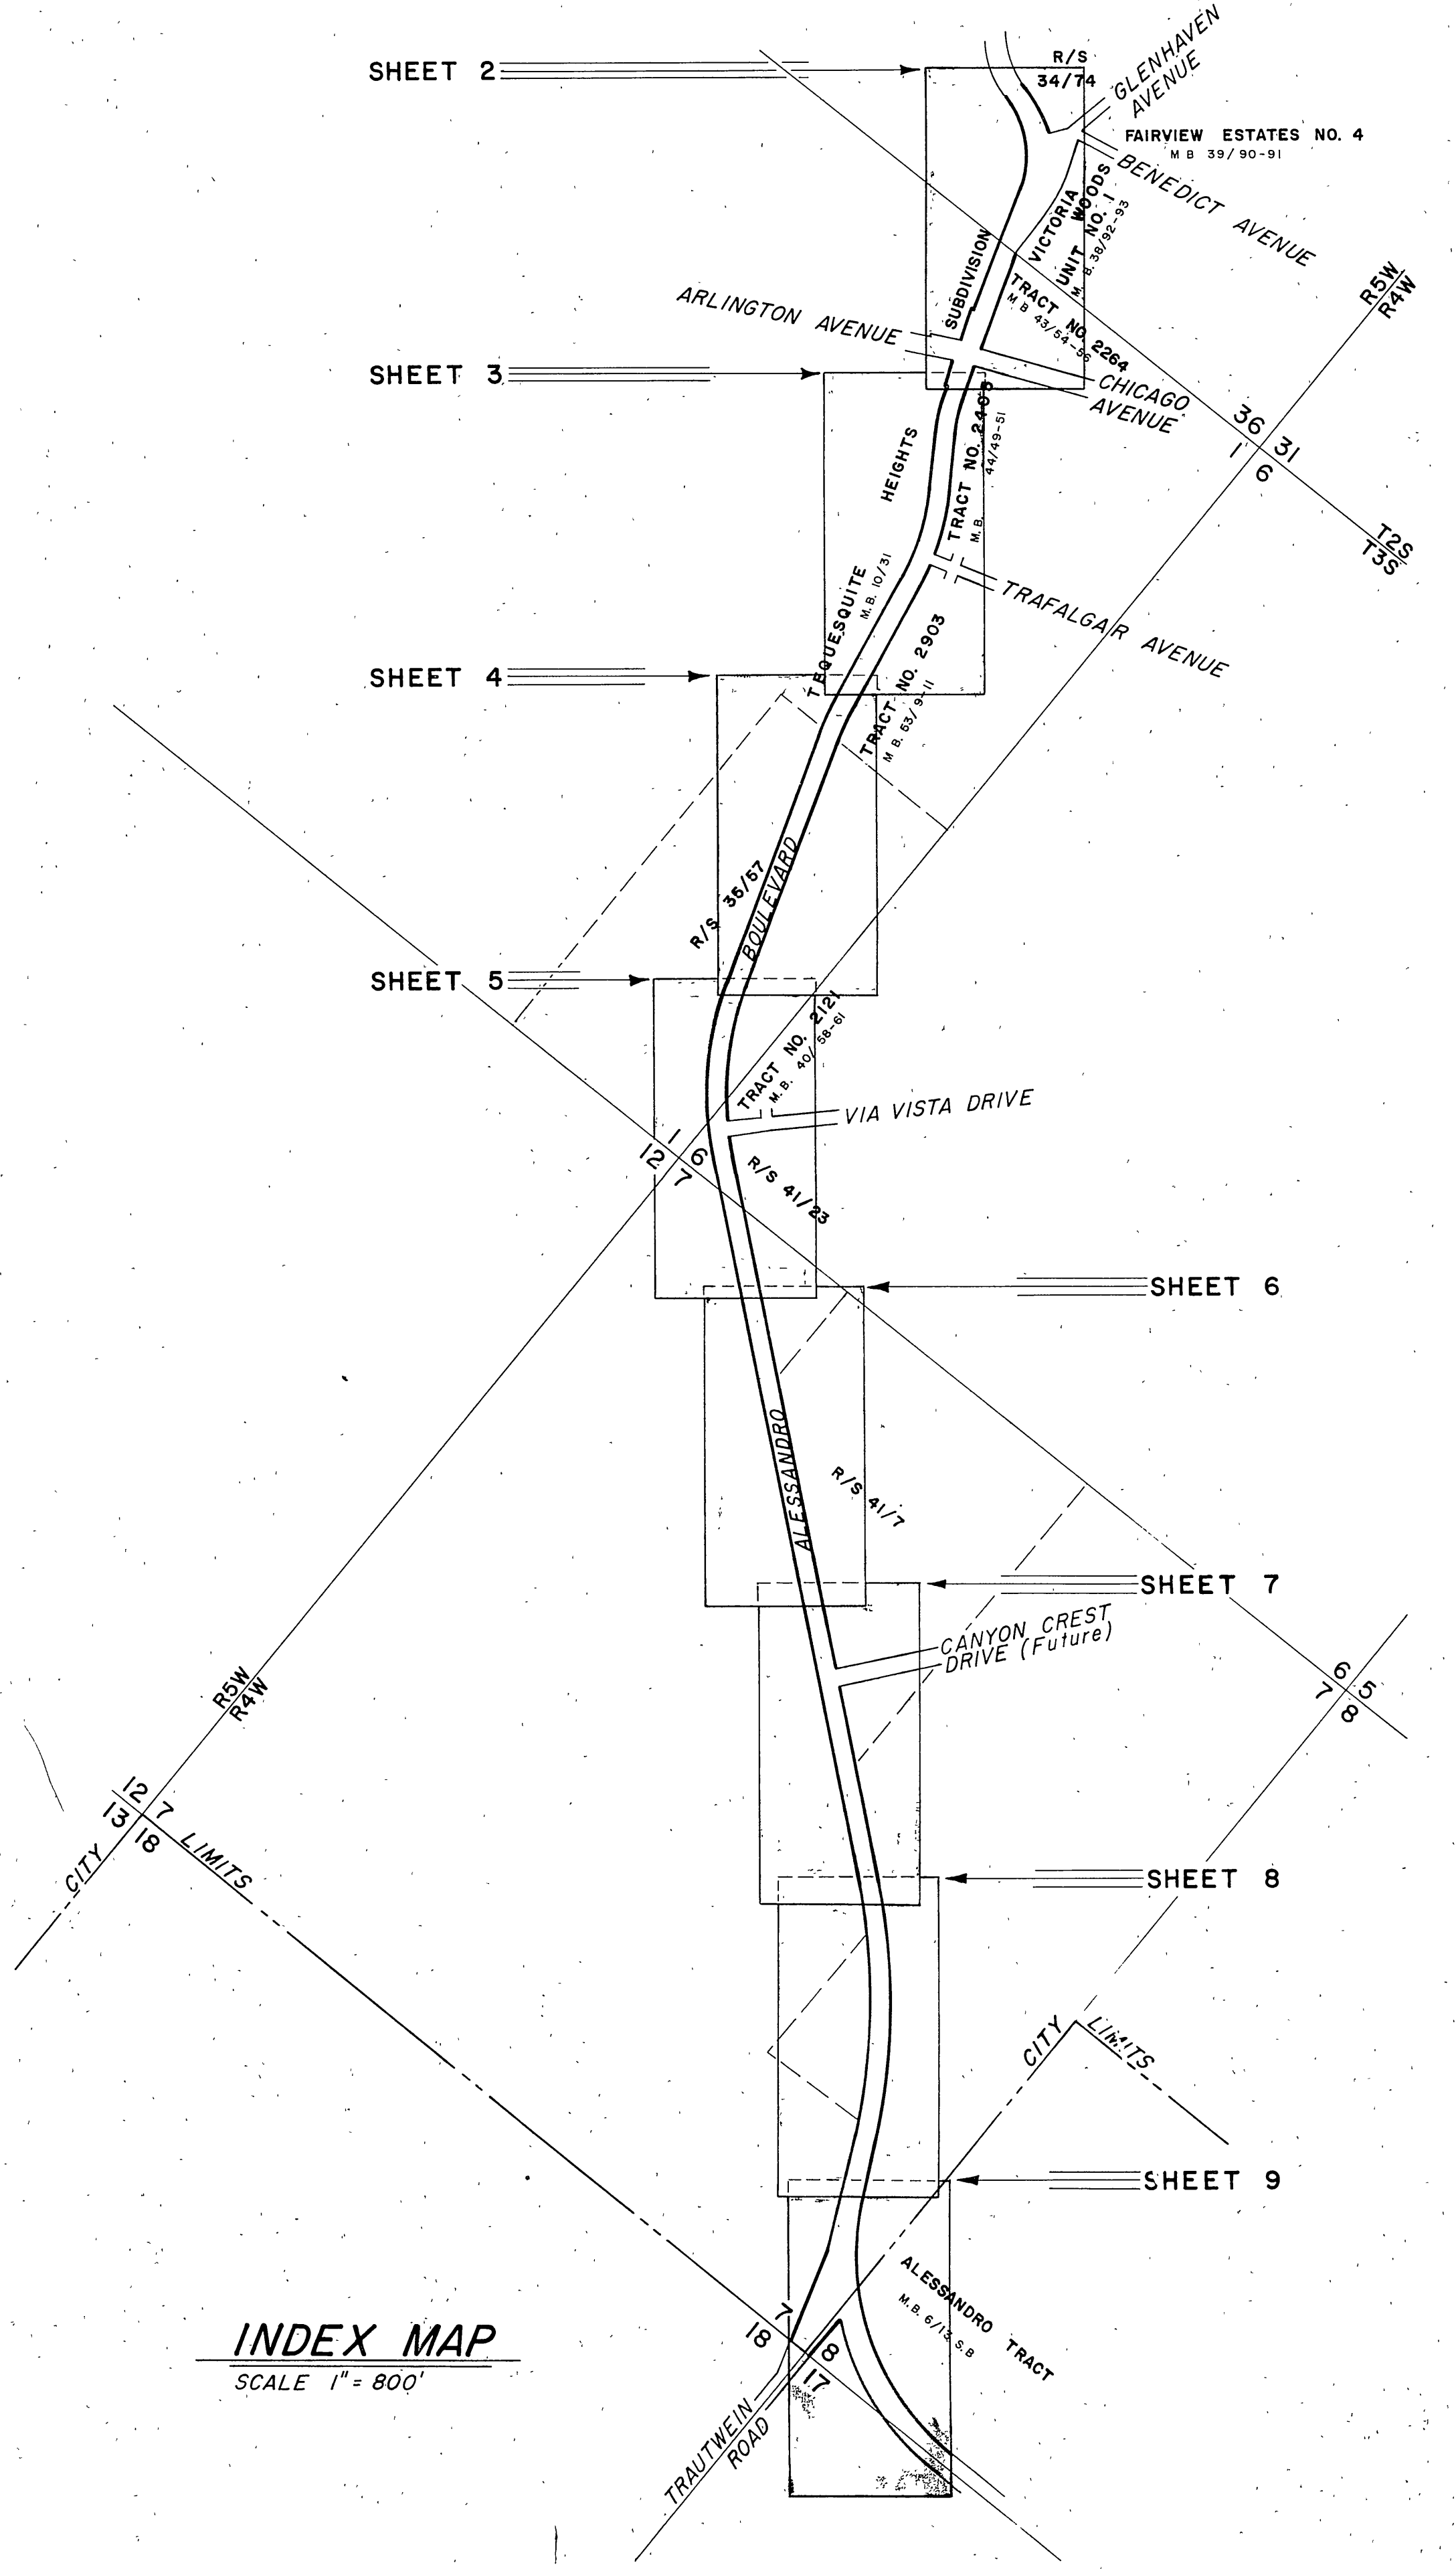 SHEET 2
R/S
34/74
GLENHAVEN
AVENUE
FAIRVIEW ESTATES NO. 4
M B 39/90-91
BENEDICT AVENUE
VICTORIA WOODS
UNIT NO. 1
M. B. 38/92-93
SUBDIVISION
TRACT NO. 2264
M B 43/54-56
R5W
R4W
ARLINGTON AVENUE
SHEET 3
CHICAGO
AVENUE
36 31
1 6
HEIGHTS
TRACT NO.
M.B. 44/49-51
T2S
T3S
TRAFALGAR AVENUE
TEQUESQUITE
M.B. 10/31
TRACT NO. 2903
M B. 53/9-11
SHEET 4
R/S 35/57
BOULEVARD
SHEET 5
TRACT NO. 2121
M.B. 40/58-61
VIA VISTA DRIVE
1 6
12 7
R/S 41/23
SHEET 6
ALESSANDRO
R/S 41/7
SHEET 7
CANYON CREST
DRIVE (Future)
R5W
R4W
6 5
7 8
12 7
13 18
CITY LIMITS
SHEET 8
CITY LIMITS
SHEET 9
ALESSANDRO TRACT
M.B. 6/13 S.B
7
18 8
17
INDEX MAP
SCALE 1" = 800'
TRAUTWEIN
ROAD